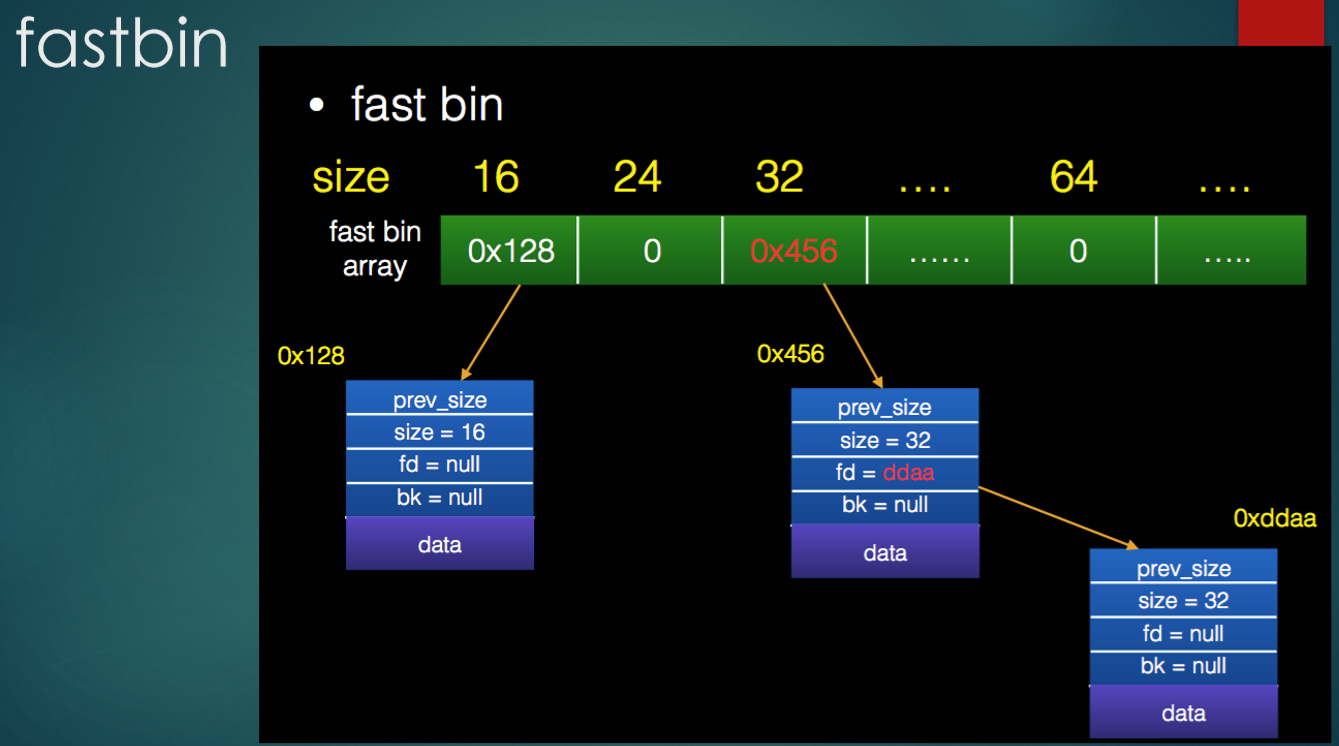 fastbin
• fast bin
size 16 24 32 .... 64 ....
fast bin
array
0x128 0 0x456 ...... 0 .....
0x128
prev_size
size = 16
fd = null
bk = null
data
0x456
prev_size
size = 32
fd = ddaa
bk = null
data
0xddaa
prev_size
size = 32
fd = null
bk = null
data